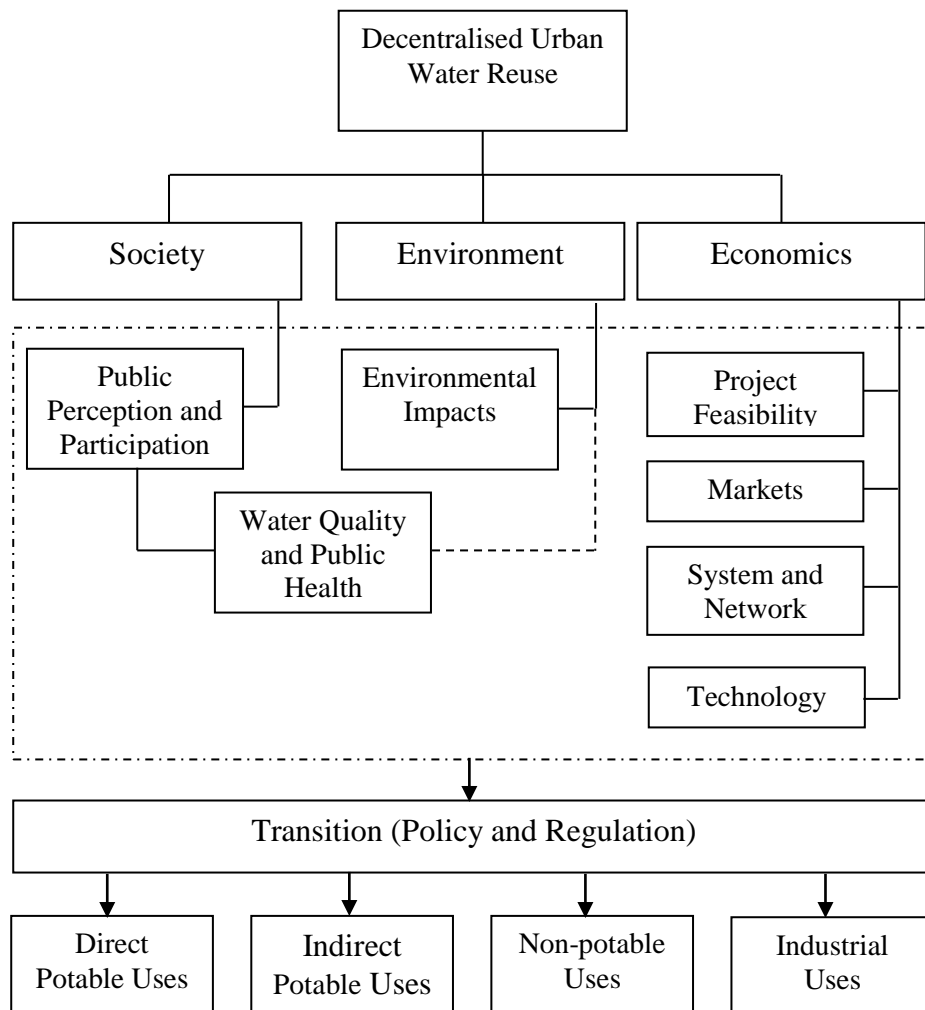 Decentralised Urban
Water Reuse
Society
Environment
Economics
Public
Perception and
Participation
Environmental
Impacts
Water Quality
and Public
Health
Project
Feasibility
Markets
System and
Network
Technology
Transition (Policy and Regulation)
Direct
Potable Uses
Indirect
Potable Uses
Non-potable
Uses
Industrial
Uses